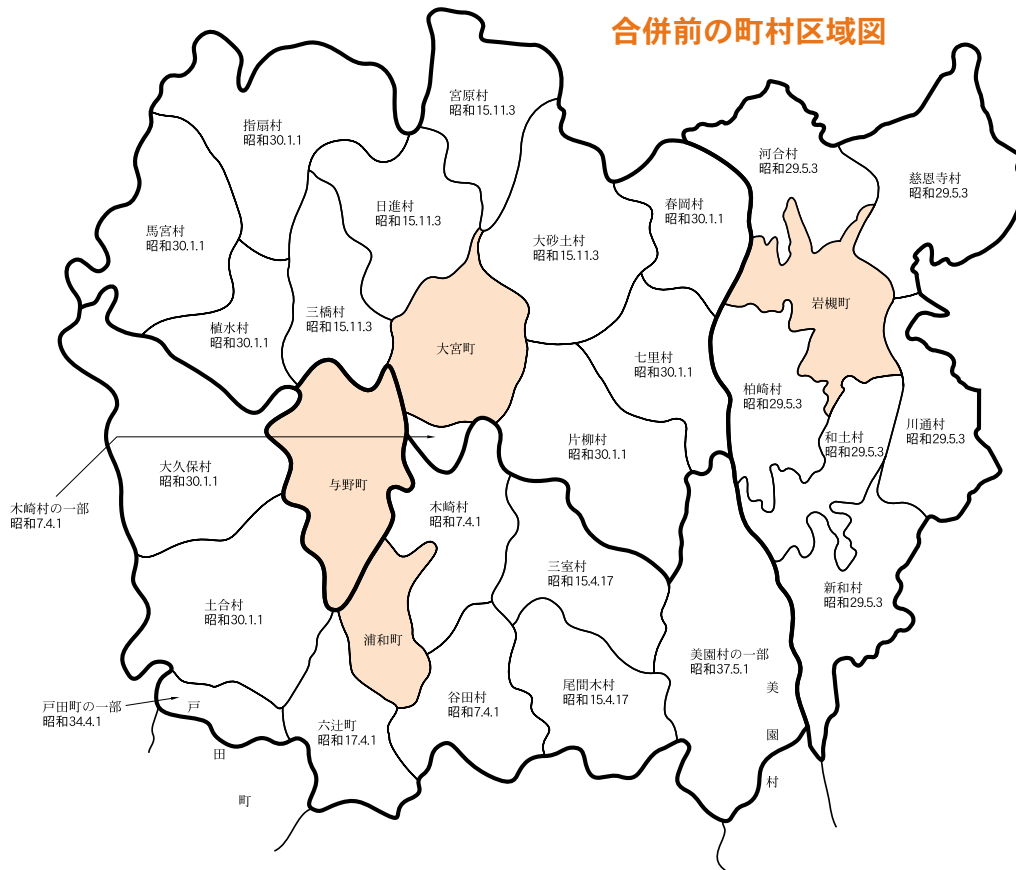 合併前の町村区域図
宮原村
昭和15.11.3
指扇村
昭和30.1.1
河合村
昭和29.5.3
慈恩寺村
昭和29.5.3
日進村
昭和15.11.3
春岡村
昭和30.1.1
馬宮村
昭和30.1.1
大砂土村
昭和15.11.3
岩槻町
植水村
昭和30.1.1
三橋村
昭和15.11.3
大宮町
七里村
昭和30.1.1
柏崎村
昭和29.5.3
和土村
昭和29.5.3
川通村
昭和29.5.3
片柳村
昭和30.1.1
大久保村
昭和30.1.1
与野町
木崎村の一部
昭和7.4.1
木崎村
昭和7.4.1
三室村
昭和15.4.17
新和村
昭和29.5.3
土合村
昭和30.1.1
浦和町
美園村の一部
昭和37.5.1
尾間木村
昭和15.4.17
谷田村
昭和7.4.1
戸田町の一部
昭和34.4.1
六辻町
昭和17.4.1
戸
田
町
美
園
村